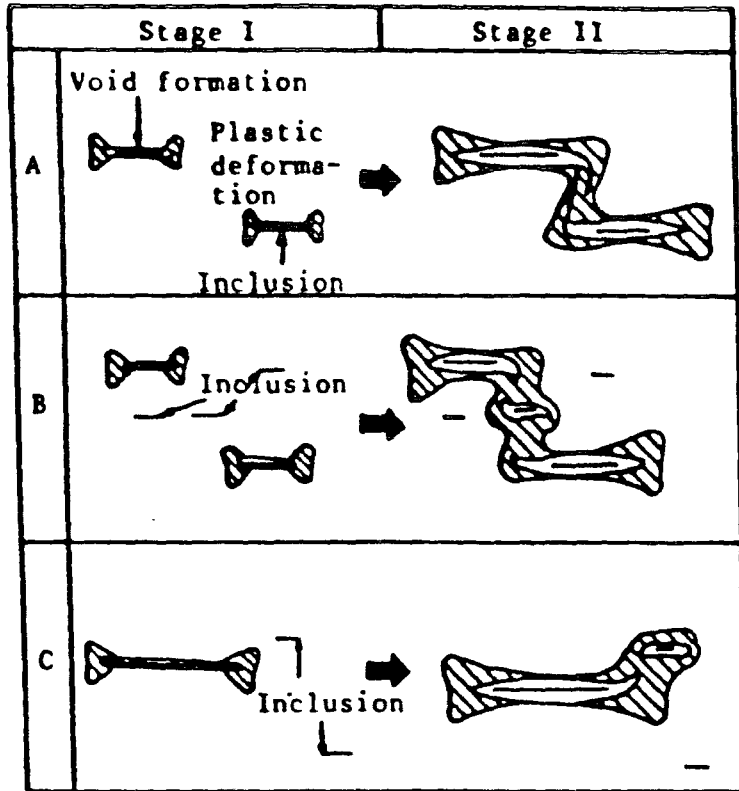 Stage I
Stage II
A
Void formation
Plastic
deforma-
tion
Inclusion
B
Inclusion
C
Inclusion